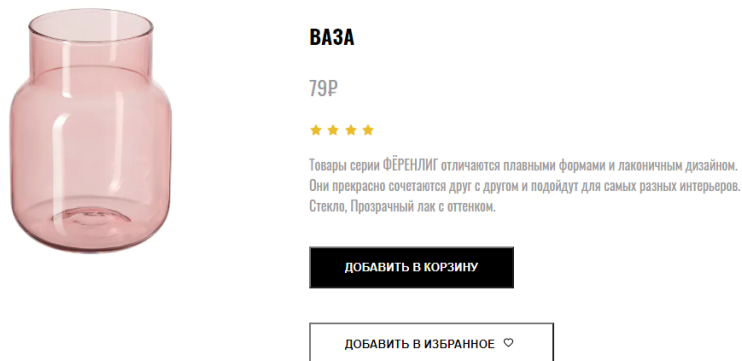 ВАЗА
79₽
Товары серии ФЁРЕНЛИГ отличаются плавными формами и лаконичным дизайном.
Они прекрасно сочетаются друг с другом и подойдут для самых разных интерьеров.
Стекло, Прозрачный лак с оттенком.
ДОБАВИТЬ В КОРЗИНУ
ДОБАВИТЬ В ИЗБРАННОЕ